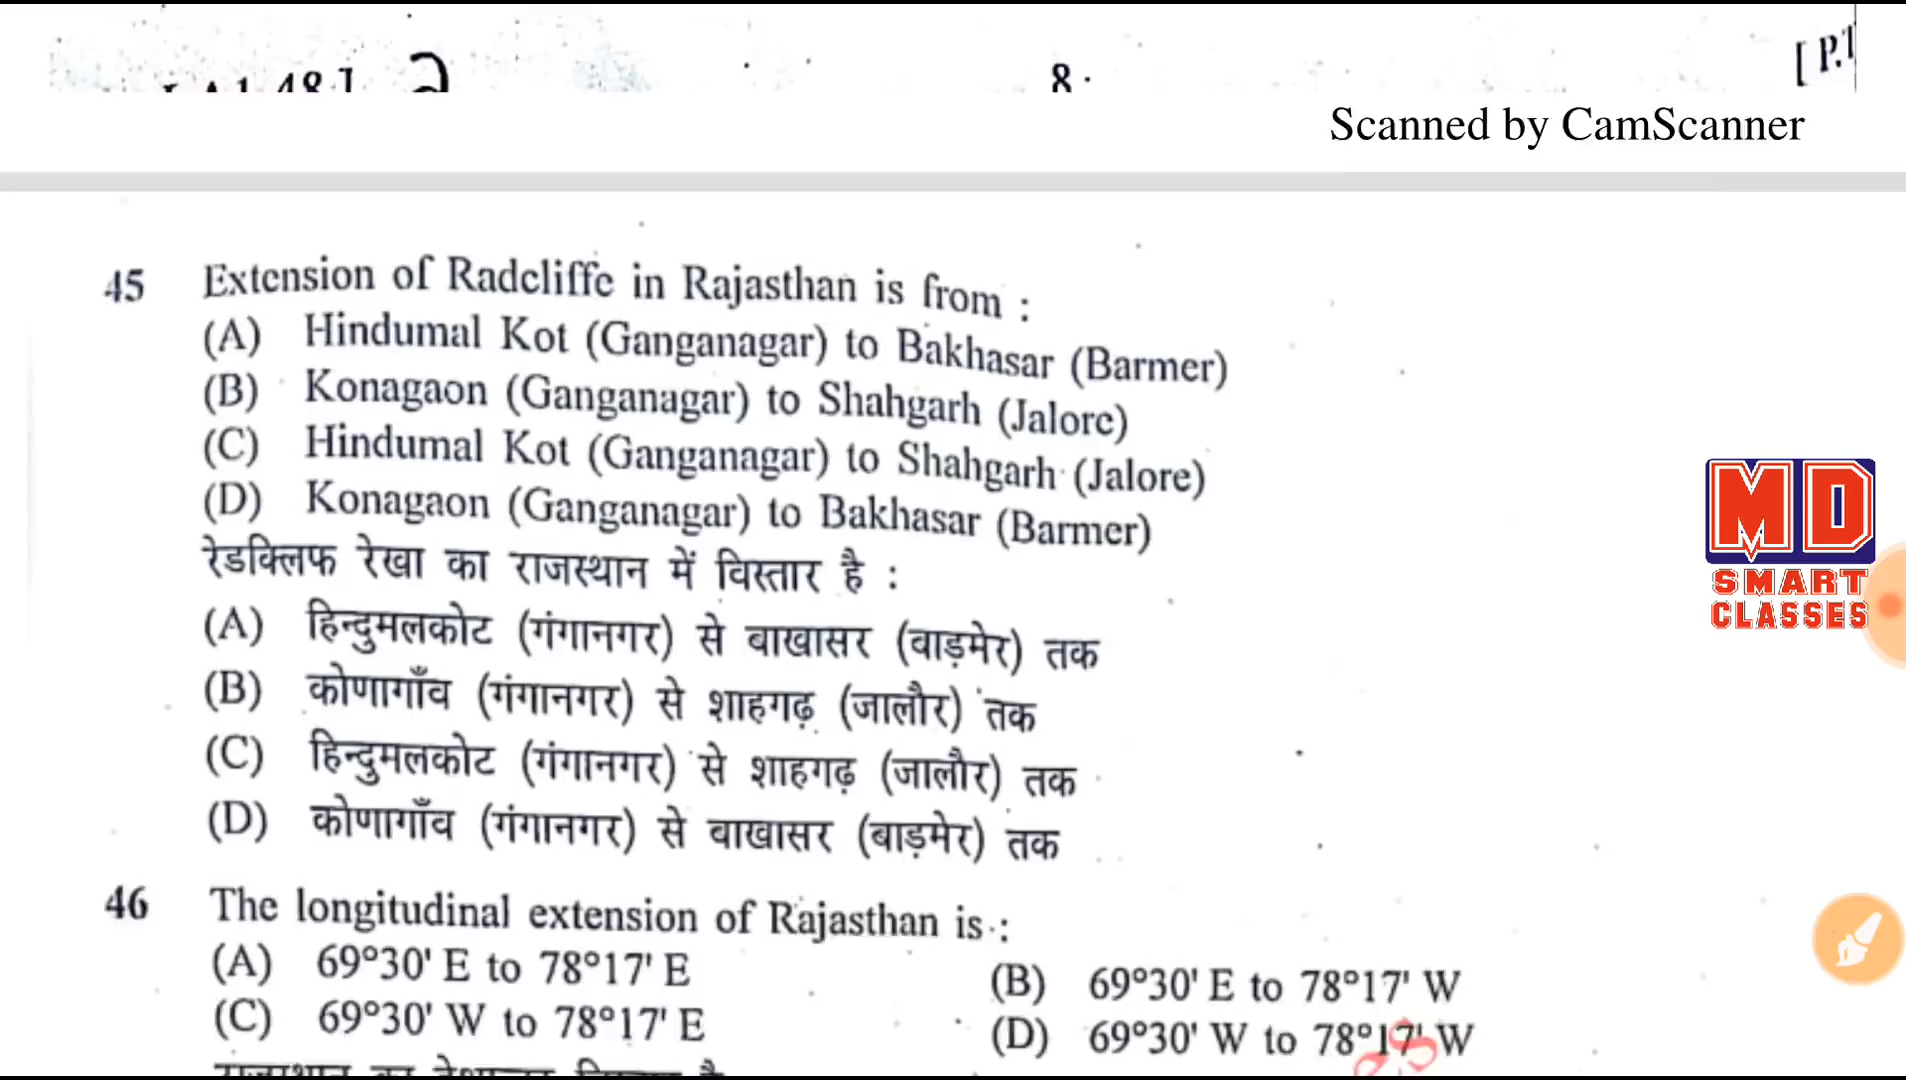 8
[ P.T
Scanned by CamScanner
45 Extension of Radcliffe in Rajasthan is from :
(A) Hindumal Kot (Ganganagar) to Bakhasar (Barmer)
(B) Konagaon (Ganganagar) to Shahgarh (Jalore)
(C) Hindumal Kot (Ganganagar) to Shahgarh (Jalore)
(D) Konagaon (Ganganagar) to Bakhasar (Barmer)
रेडक्लिफ रेखा का राजस्थान में विस्तार है :
(A) हिन्दुमलकोट (गंगानगर) से बाखासर (बाड़मेर) तक
(B) कोणागाँव (गंगानगर) से शाहगढ़ (जालौर) तक
(C) हिन्दुमलकोट (गंगानगर) से शाहगढ़ (जालौर) तक
(D) कोणागाँव (गंगानगर) से बाखासर (बाड़मेर) तक
MD
SMART
CLASSES
46 The longitudinal extension of Rajasthan is :
(A) 69°30' E to 78°17' E (B) 69°30' E to 78°17' W
(C) 69°30' W to 78°17' E (D) 69°30' W to 78°17' W